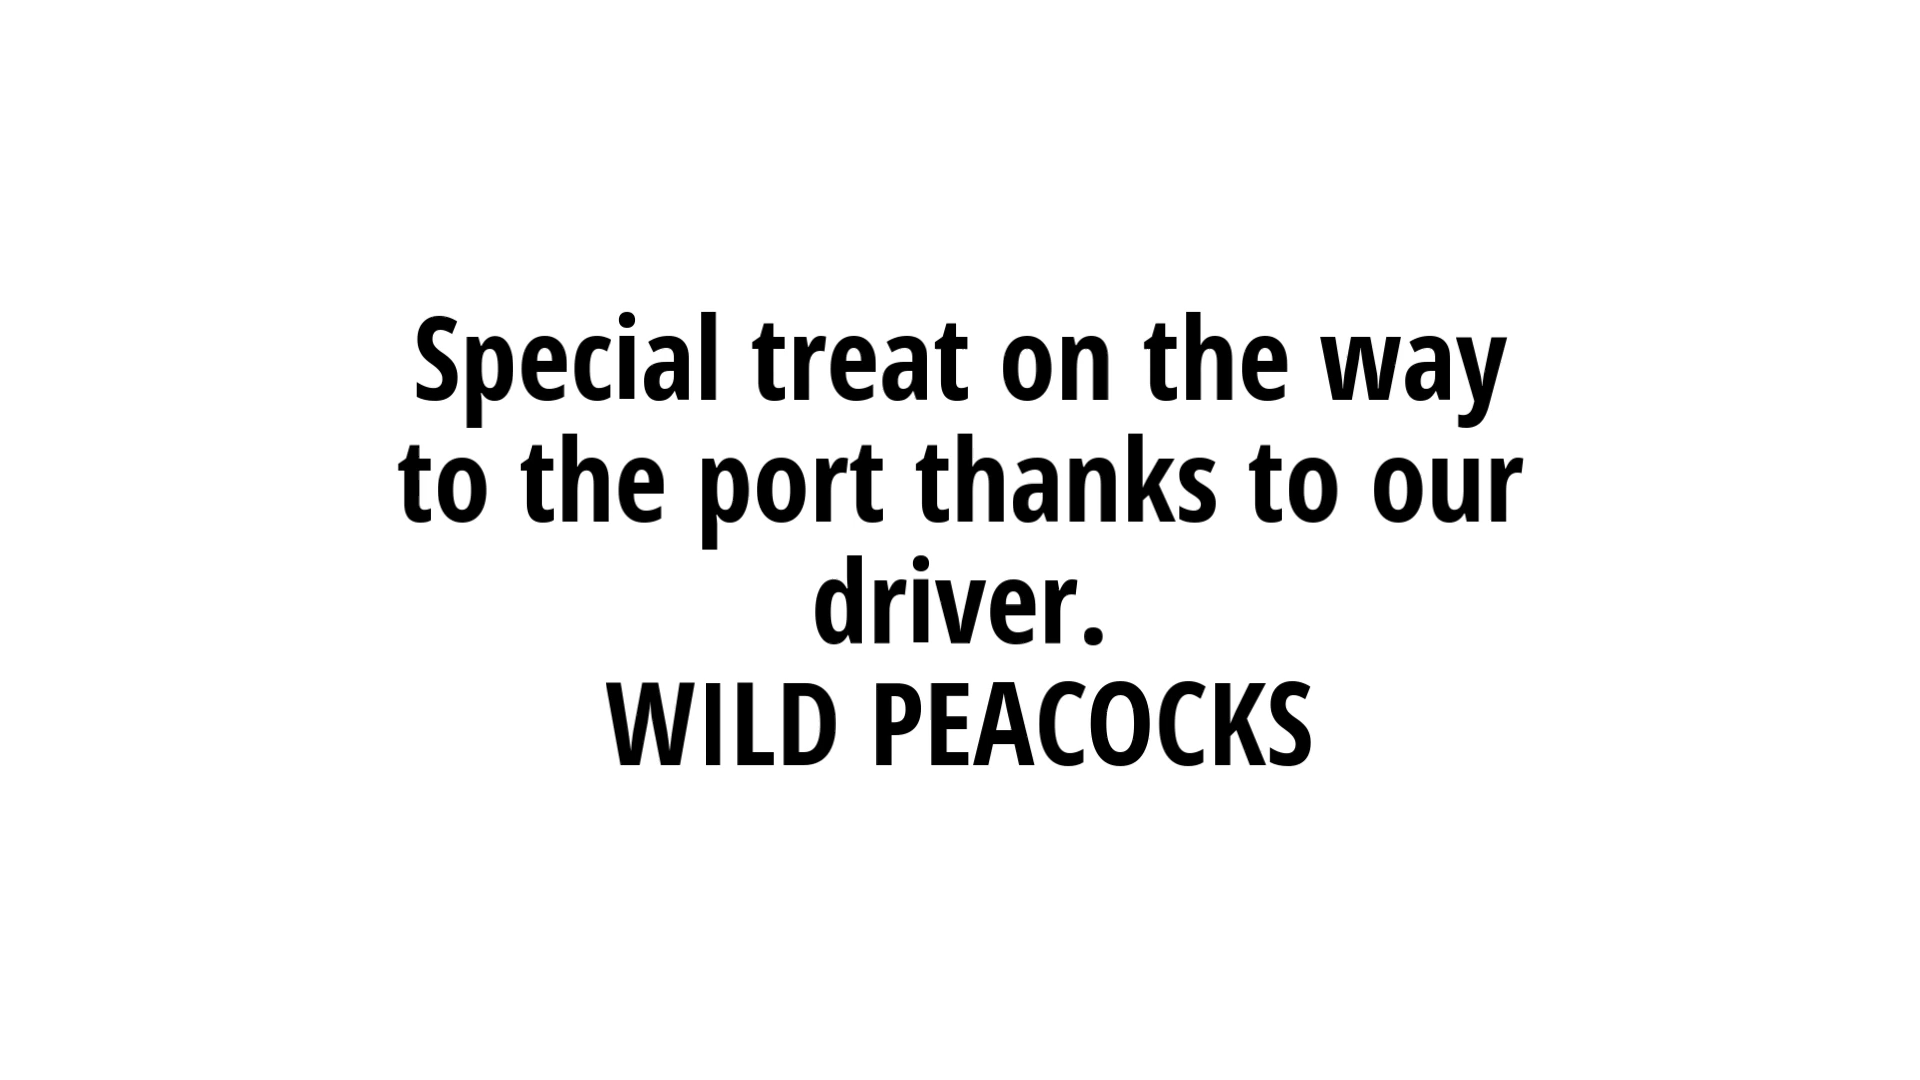 Special treat on the way
to the port thanks to our
driver.
WILD PEACOCKS